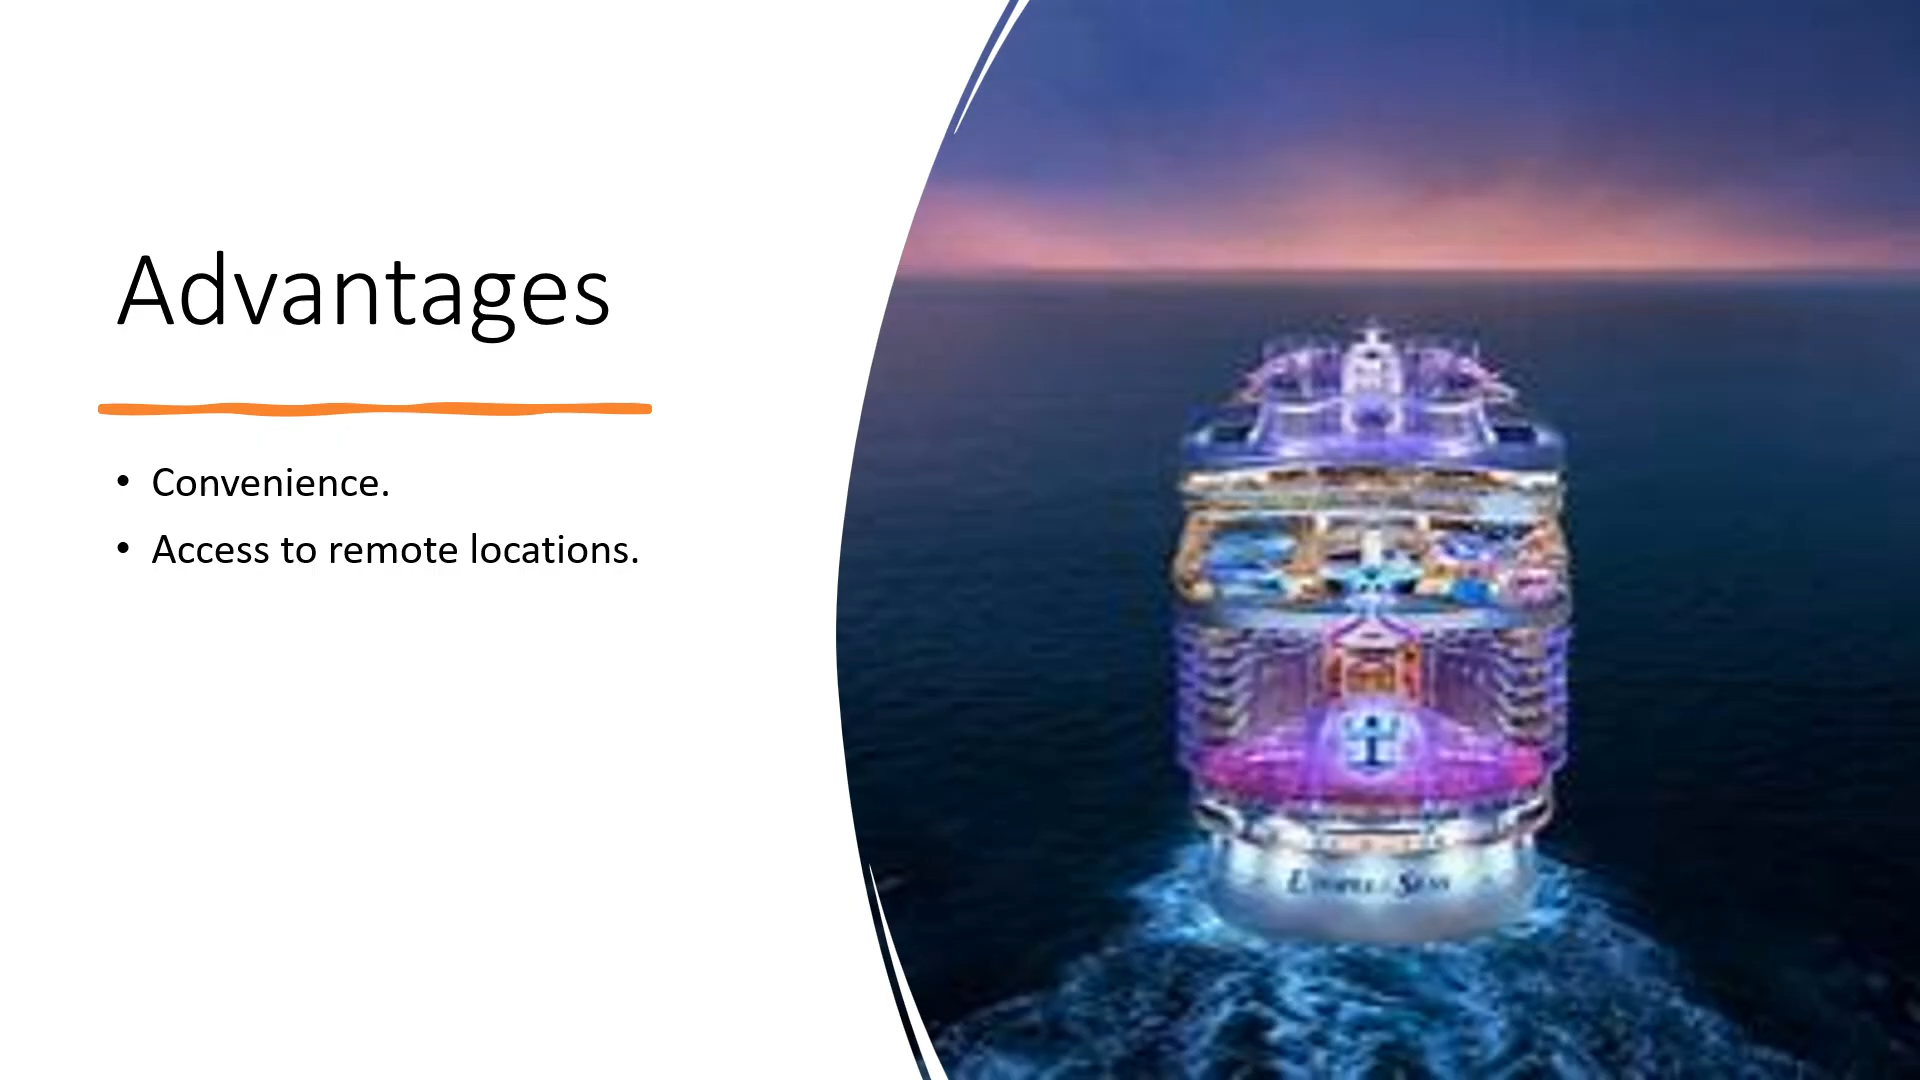 Advantages
• Convenience.
• Access to remote locations.